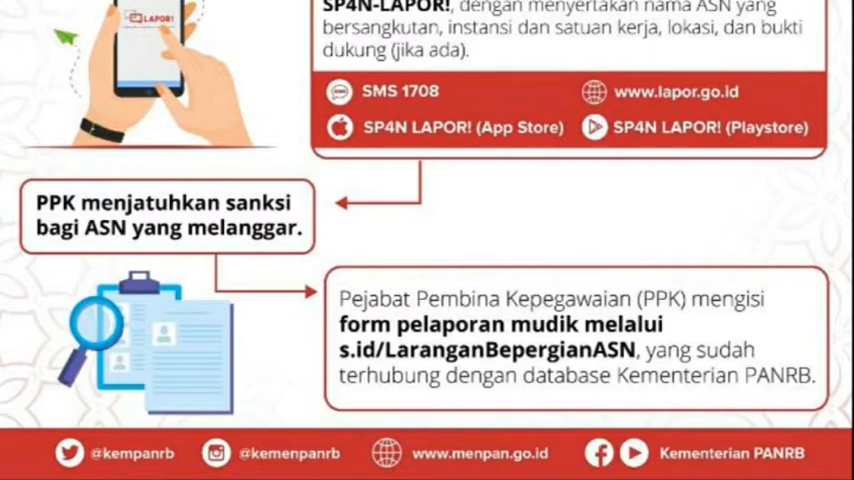 LAPOR!
SP4N-LAPOR!, dengan menyertakan nama ASN yang
bersangkutan, instansi dan satuan kerja, lokasi, dan bukti
dukung (jika ada).
SMS 1708
www.lapor.go.id
SP4N LAPOR! (App Store)
SP4N LAPOR! (Playstore)
PPK menjatuhkan sanksi
bagi ASN yang melanggar.
Pejabat Pembina Kepegawaian (PPK) mengisi
form pelaporan mudik melalui
s.id/LaranganBepergianASN, yang sudah
terhubung dengan database Kementerian PANRB.
@kempanrb
@kemenpanrb
www.menpan.go.id
Kementerian PANRB